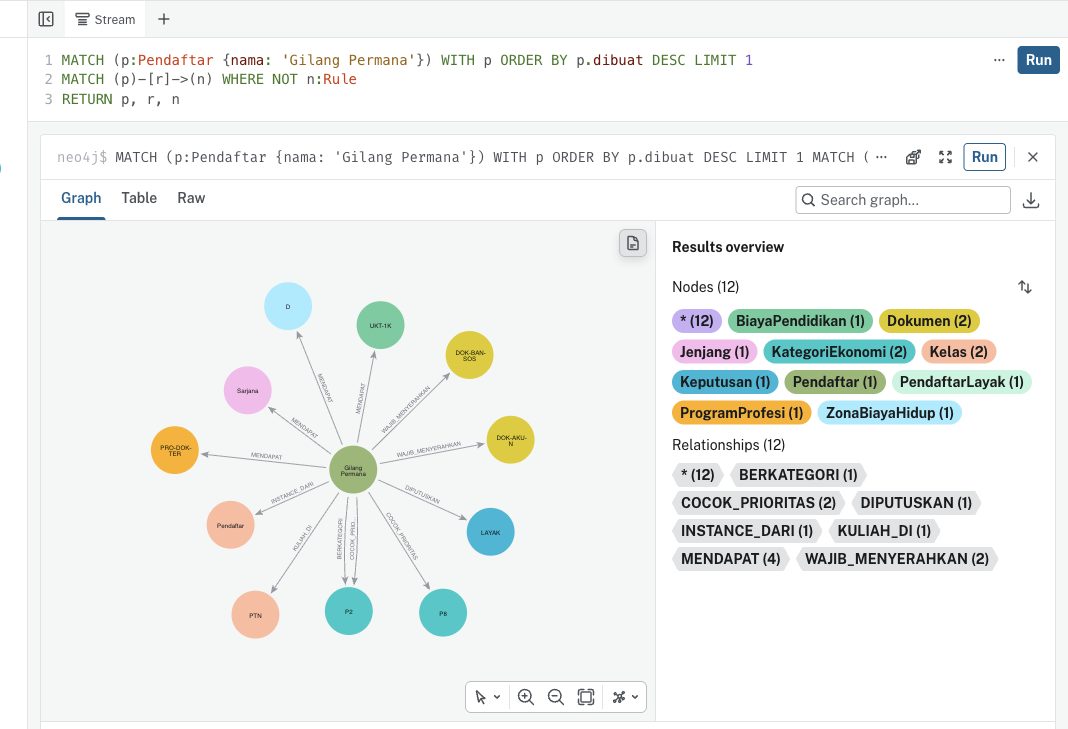 Stream
1 MATCH (p:Pendaftar {nama: 'Gilang Permana'}) WITH p ORDER BY p.dibuat DESC LIMIT 1
2 MATCH (p)-[r]->(n) WHERE NOT n:Rule
3 RETURN p, r, n
Run
neo4j$ MATCH (p:Pendaftar {nama: 'Gilang Permana'}) WITH p ORDER BY p.dibuat DESC LIMIT 1 MATCH ( ...
Run
Graph Table Raw
Search graph...
D
UKT-1K
DOK-BAN-
SOS
Sarjana
MENDAPAT
MENDAPAT
WAJIB_MENYERAHKAN
MENDAPAT
PRO-DOK-
TER
MENDAPAT
WAJIB_MENYERAHKAN
DOK-AKU-
N
Gilang
Permana
INSTANCE_DARI
DIPUTUSKAN
Pendaftar
LAYAK
KULIAH_DI
BERKATEGORI
COCOK_PRIO...
COCOK_PRIORITAS
PTN
P2
P8
Results overview
Nodes (12)
* (12) BiayaPendidikan (1) Dokumen (2)
Jenjang (1) KategoriEkonomi (2) Kelas (2)
Keputusan (1) Pendaftar (1) PendaftarLayak (1)
ProgramProfesi (1) ZonaBiayaHidup (1)
Relationships (12)
* (12) BERKATEGORI (1)
COCOK_PRIORITAS (2) DIPUTUSKAN (1)
INSTANCE_DARI (1) KULIAH_DI (1)
MENDAPAT (4) WAJIB_MENYERAHKAN (2)